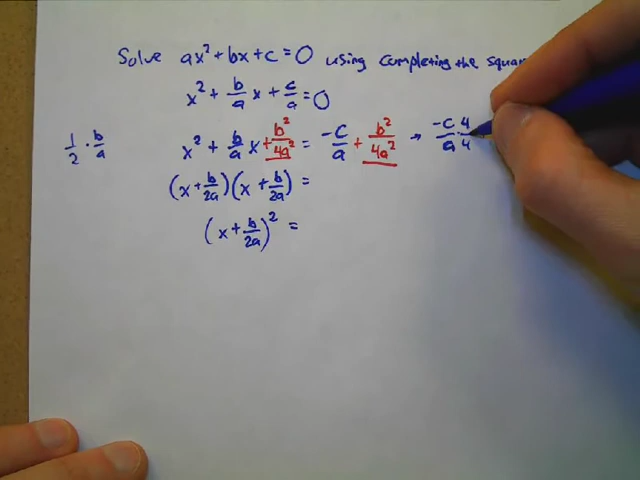 Solve ax² + bx + c = 0 using completing the squar
x² + b/a x + c/a = 0
1/2 · b/a
x² + b/a x + b²/4a² = -c/a + b²/4a² → -c/a · 4/4
(x + b/2a)(x + b/2a) =
(x + b/2a)² =